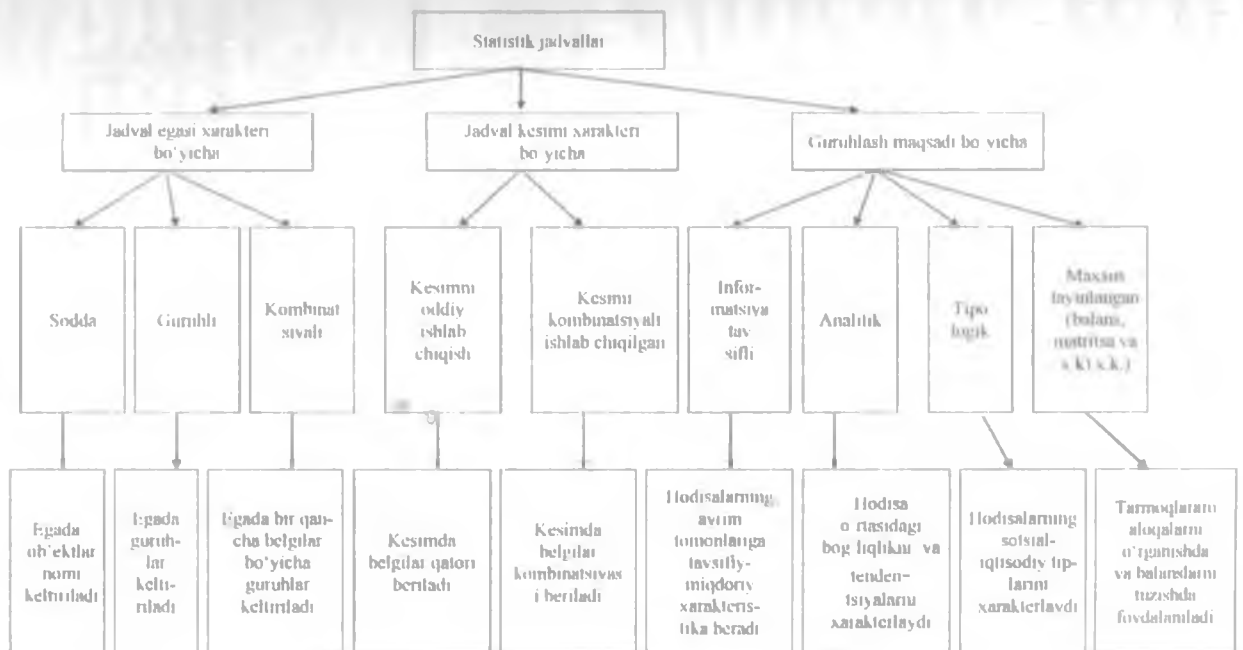 Statistik jadvallar
Jadval egasi xarakteri
bo‘yicha
Jadval kesimi xarakteri
bo yicha
Guruhlash maqsadi bo yicha
Sodda
Guruhli
Kombinat
sivali
Kesimni
oddiy
ishlab
chiqish
Kesimi
kombinatsiyali
ishlab chiqilgan
Infor-
matsiya
tav
sifli
Analitik
Tipo
logik
Maxsus
tayinlangan
(balans,
matritsa va
x.k.)
Egada
ob’ektlar
nomi
keltiriladi
Egada
guruh-
lar
kelti-
riladi
Egada bir qan-
cha belgilar
bo‘yicha
guruhlar
keltiriladi
Kesimda
belgilar qatori
beriladi
Kesimda
belgilar
kombinatsiyas
i beriladi
Hodisalarning
ayrim
tomonlariga
tavsifiy-
miqdoriy
xarakteris-
tika beradi
Hodisa
o rtasidagi
bog liqlikni va
tenden-
tsiyalarni
xarakterlaydi
Hodisalarning
sotsial-
iqtisodiy tip-
larini
xarakterlaydi
Tarmoqlararo
aloqalarni
o‘rganishda
va balanslarni
tuzishda
foydalaniladi